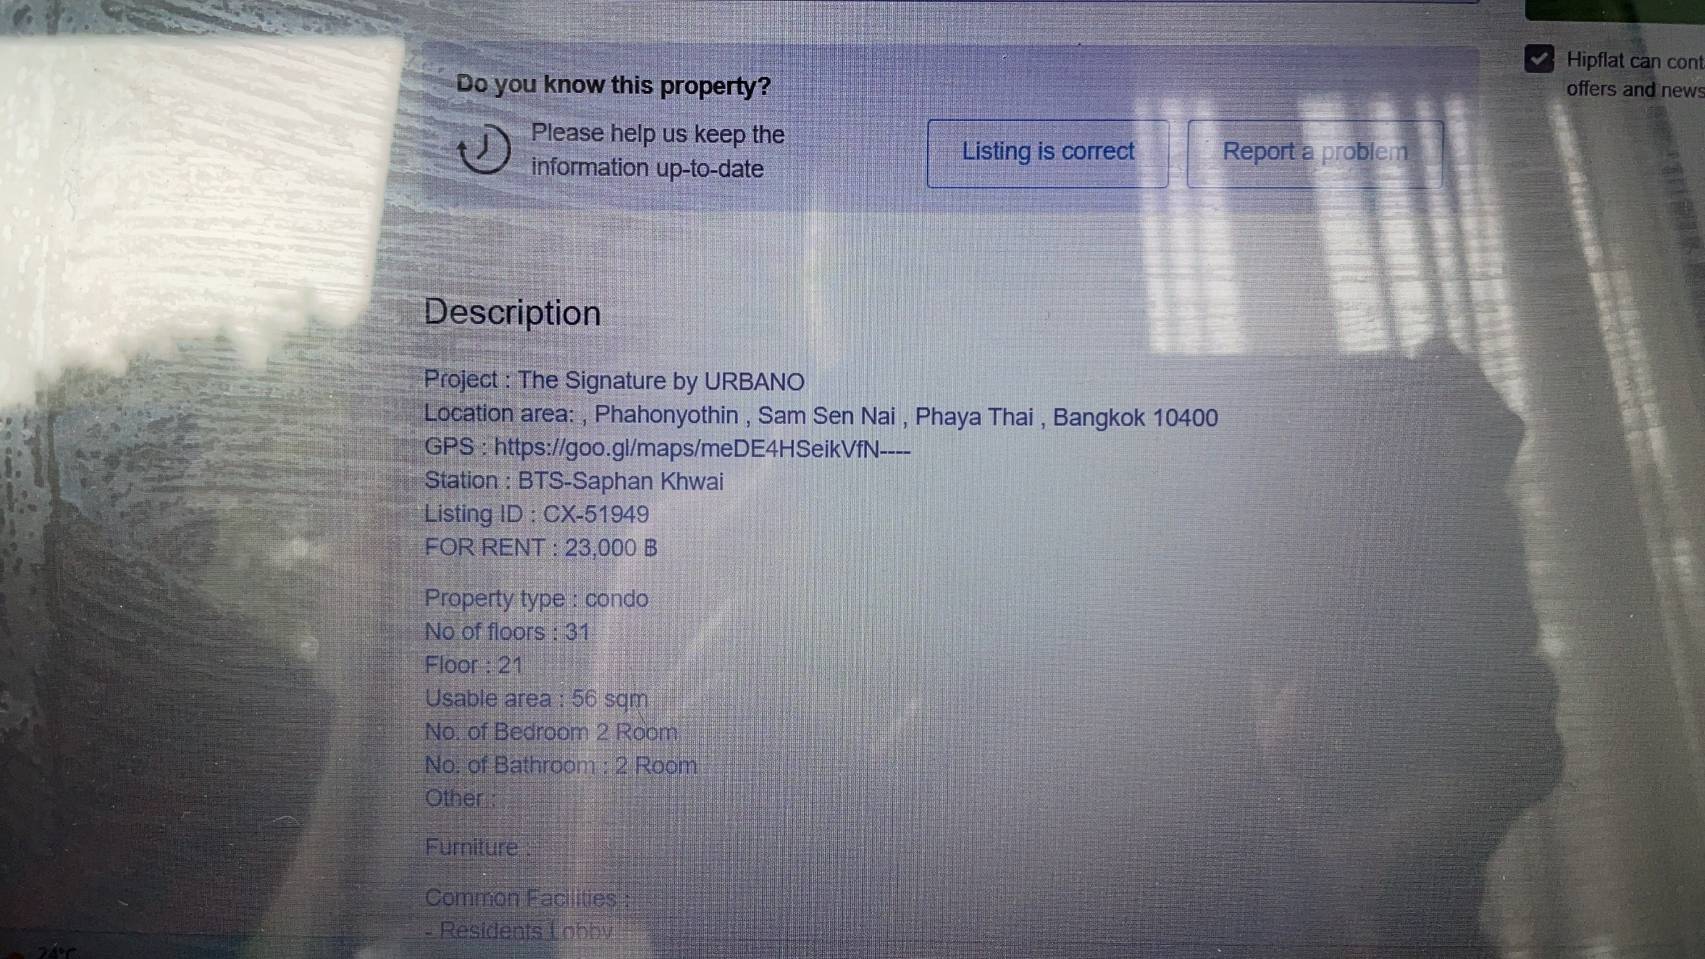 Do you know this property?
Please help us keep the
information up-to-date
Listing is correct
Report a problem
Hipflat can cont
offers and news
Description
Project : The Signature by URBANO
Location area: , Phahonyothin , Sam Sen Nai , Phaya Thai , Bangkok 10400
GPS : https://goo.gl/maps/meDE4HSeikVfN----
Station : BTS-Saphan Khwai
Listing ID : CX-51949
FOR RENT : 23,000 B
Property type : condo
No of floors : 31
Floor : 21
Usable area : 56 sqm
No. of Bedroom 2 Room
No. of Bathroom : 2 Room
Other :
Furniture :
Common Facilities :
- Residents Lobby
24°C